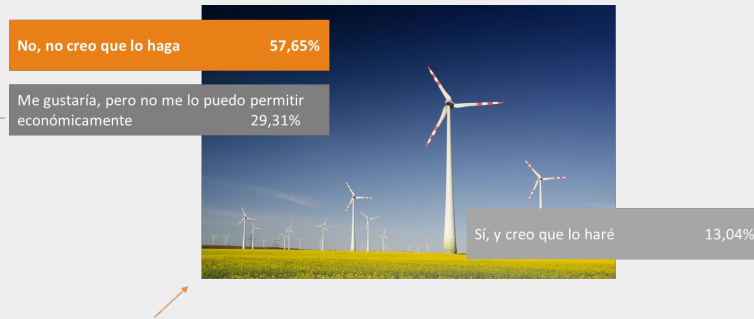 No, no creo que lo haga 57,65%
Me gustaría, pero no me lo puedo permitir
económicamente 29,31%
Sí, y creo que lo haré 13,04%